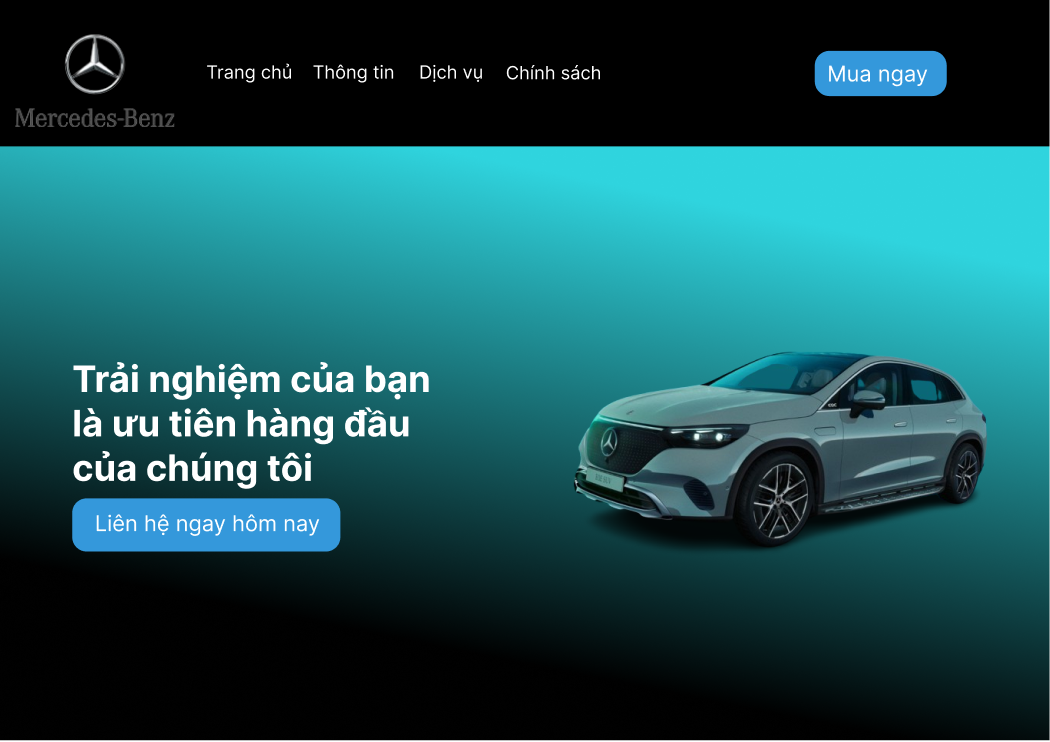 Mercedes-Benz
Trang chủ
Thông tin
Dịch vụ
Chính sách
Mua ngay
Trải nghiệm của bạn
là ưu tiên hàng đầu
của chúng tôi
Liên hệ ngay hôm nay